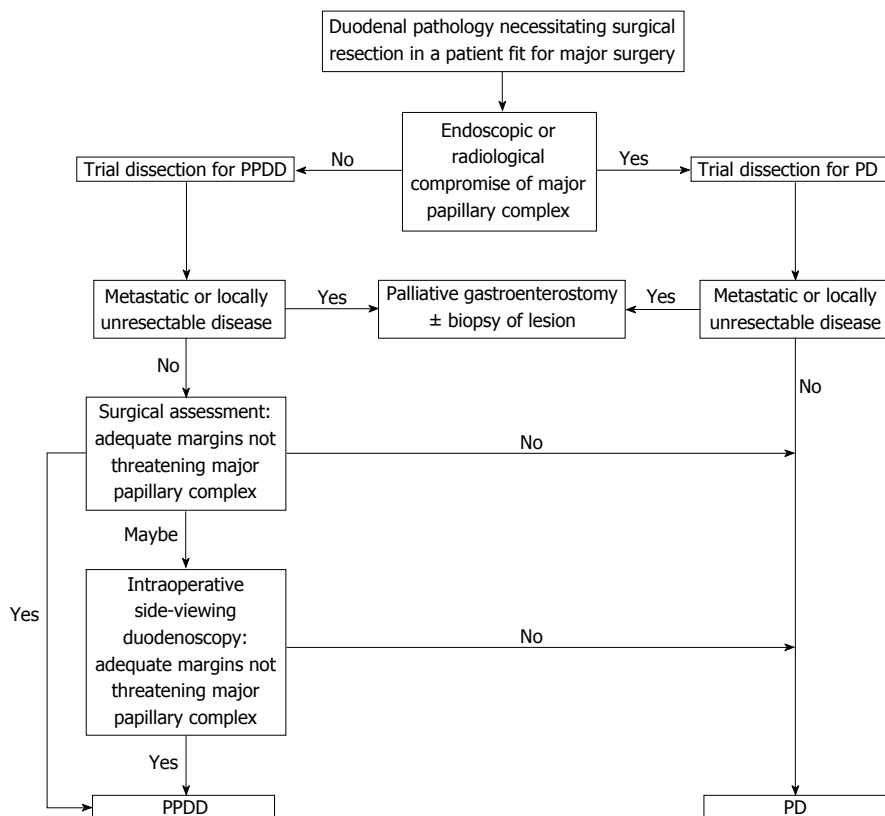 Duodenal pathology necessitating surgical
resection in a patient fit for major surgery
Endoscopic or
radiological
compromise of major
papillary complex
No
Yes
Trial dissection for PPDD
Trial dissection for PD
Metastatic or locally
unresectable disease
Yes
Palliative gastroenterostomy
± biopsy of lesion
Yes
Metastatic or locally
unresectable disease
No
No
Surgical assessment:
adequate margins not
threatening major
papillary complex
No
Maybe
Yes
Intraoperative
side-viewing
duodenoscopy:
adequate margins not
threatening major
papillary complex
No
Yes
PPDD
PD